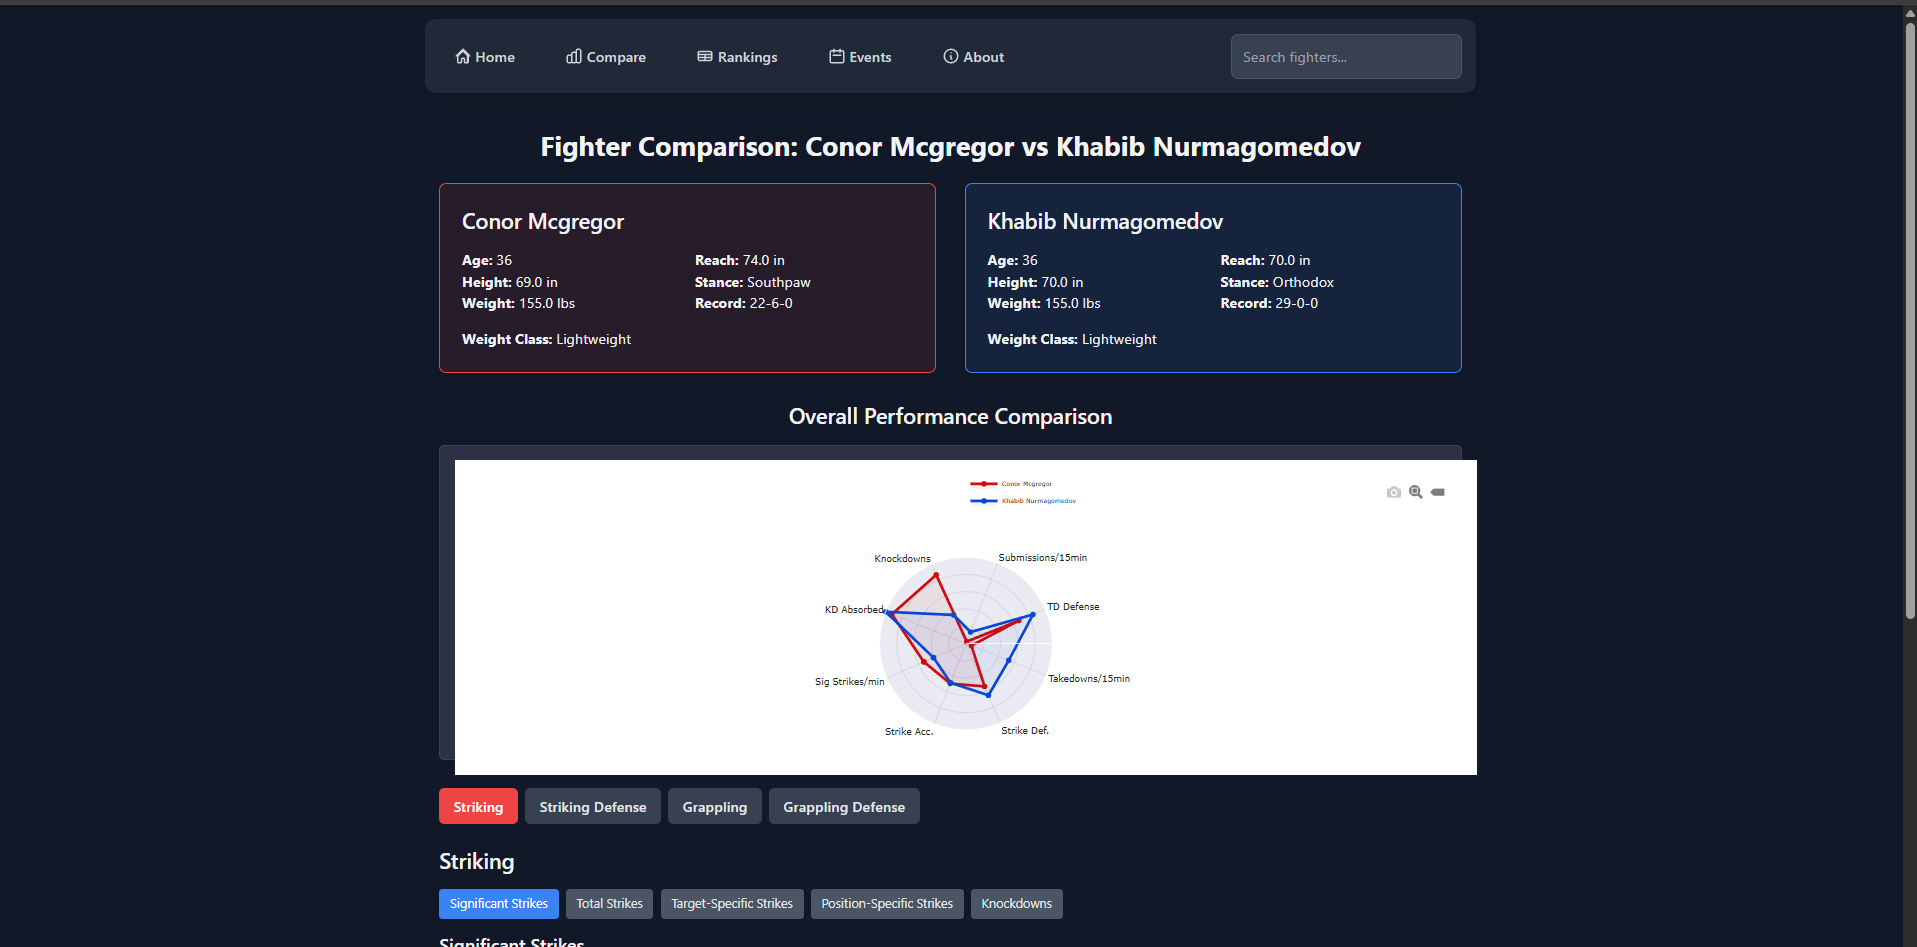 Home
Compare
Rankings
Events
About
Search fighters...
Fighter Comparison: Conor Mcgregor vs Khabib Nurmagomedov
Conor Mcgregor
Age: 36
Reach: 74.0 in
Height: 69.0 in
Stance: Southpaw
Weight: 155.0 lbs
Record: 22-6-0
Weight Class: Lightweight
Khabib Nurmagomedov
Age: 36
Reach: 70.0 in
Height: 70.0 in
Stance: Orthodox
Weight: 155.0 lbs
Record: 29-0-0
Weight Class: Lightweight
Overall Performance Comparison
Conor Mcgregor
Khabib Nurmagomedov
Knockdowns
Submissions/15min
KD Absorbed
TD Defense
Sig Strikes/min
Takedowns/15min
Strike Acc.
Strike Def.
Striking
Striking Defense
Grappling
Grappling Defense
Striking
Significant Strikes
Total Strikes
Target-Specific Strikes
Position-Specific Strikes
Knockdowns
Significant Strikes